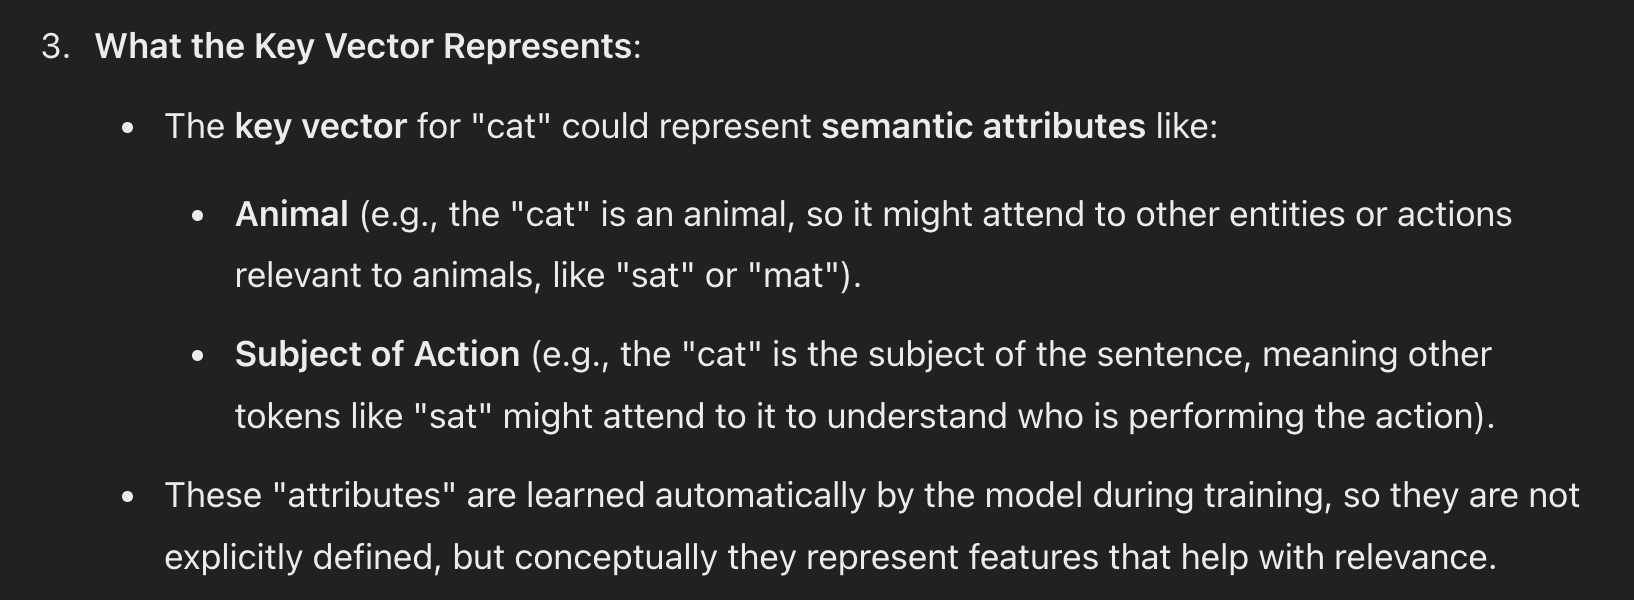 3. What the Key Vector Represents:
• The key vector for "cat" could represent semantic attributes like:
• Animal (e.g., the "cat" is an animal, so it might attend to other entities or actions
relevant to animals, like "sat" or "mat").
• Subject of Action (e.g., the "cat" is the subject of the sentence, meaning other
tokens like "sat" might attend to it to understand who is performing the action).
• These "attributes" are learned automatically by the model during training, so they are not
explicitly defined, but conceptually they represent features that help with relevance.